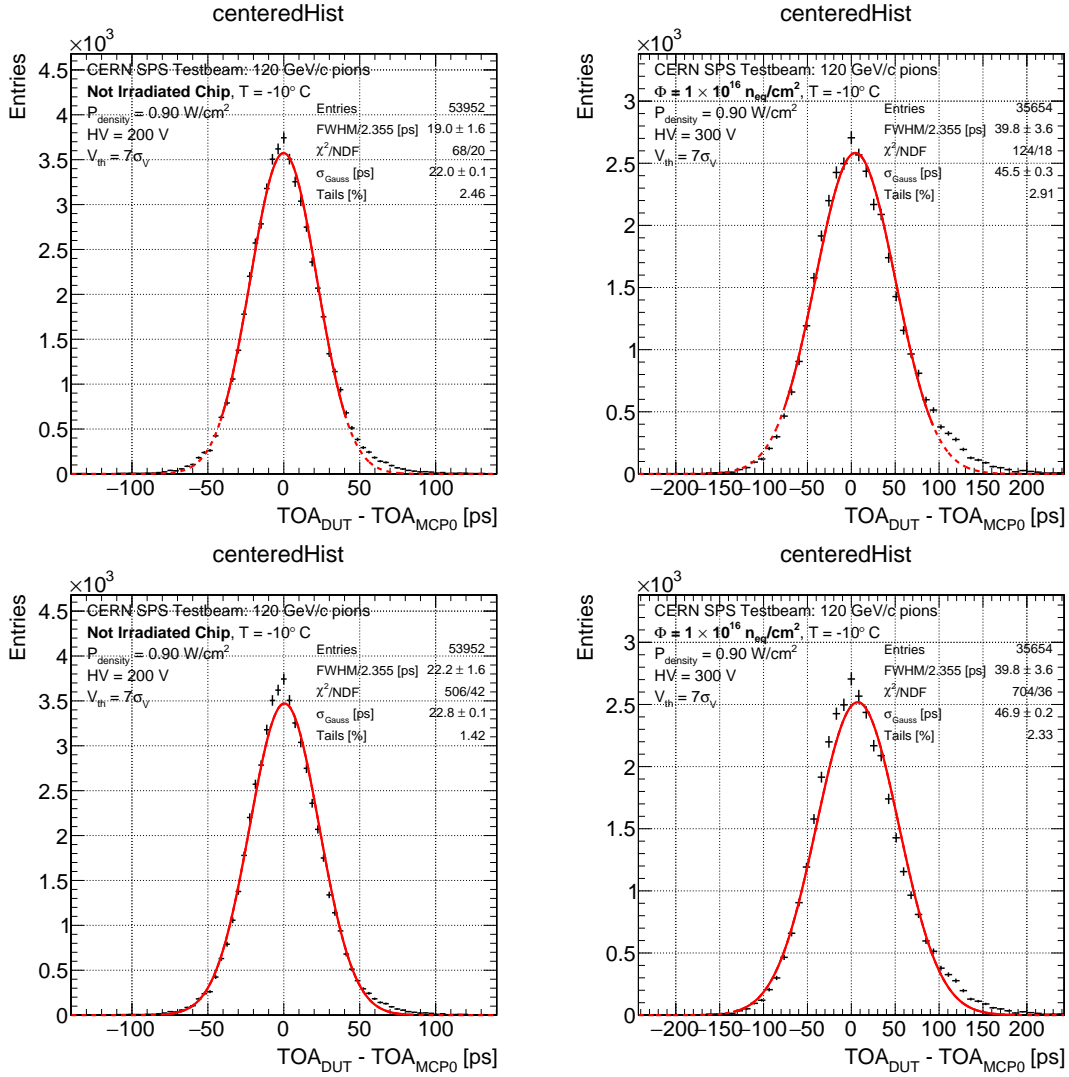 centeredHist
×10³
Entries
4.5
4
3.5
3
2.5
2
1.5
1
0.5
0
CERN SPS Testbeam: 120 GeV/c pions
Not Irradiated Chip, T = -10° C
P_density = 0.90 W/cm²
HV = 200 V
V_th = 7σ_V
Entries 53952
FWHM/2.355 [ps] 19.0 ± 1.6
χ²/NDF 68/20
σ_Gauss [ps] 22.0 ± 0.1
Tails [%] 2.46
−100 −50 0 50 100
TOA_DUT - TOA_MCP0 [ps]
centeredHist
×10³
Entries
3
2.5
2
1.5
1
0.5
0
CERN SPS Testbeam: 120 GeV/c pions
Φ = 1 × 10¹⁶ n_eq/cm², T = -10° C
P_density = 0.90 W/cm²
HV = 300 V
V_th = 7σ_V
Entries 35654
FWHM/2.355 [ps] 39.8 ± 3.6
χ²/NDF 124/18
σ_Gauss [ps] 45.5 ± 0.3
Tails [%] 2.91
−200 −150 −100 −50 0 50 100 150 200
TOA_DUT - TOA_MCP0 [ps]
centeredHist
×10³
Entries
4.5
4
3.5
3
2.5
2
1.5
1
0.5
0
CERN SPS Testbeam: 120 GeV/c pions
Not Irradiated Chip, T = -10° C
P_density = 0.90 W/cm²
HV = 200 V
V_th = 7σ_V
Entries 53952
FWHM/2.355 [ps] 22.2 ± 1.6
χ²/NDF 506/42
σ_Gauss [ps] 22.8 ± 0.1
Tails [%] 1.42
−100 −50 0 50 100
TOA_DUT - TOA_MCP0 [ps]
centeredHist
×10³
Entries
3
2.5
2
1.5
1
0.5
0
CERN SPS Testbeam: 120 GeV/c pions
Φ = 1 × 10¹⁶ n_eq/cm², T = -10° C
P_density = 0.90 W/cm²
HV = 300 V
V_th = 7σ_V
Entries 35654
FWHM/2.355 [ps] 39.8 ± 3.6
χ²/NDF 704/36
σ_Gauss [ps] 46.9 ± 0.2
Tails [%] 2.33
−200 −150 −100 −50 0 50 100 150 200
TOA_DUT - TOA_MCP0 [ps]